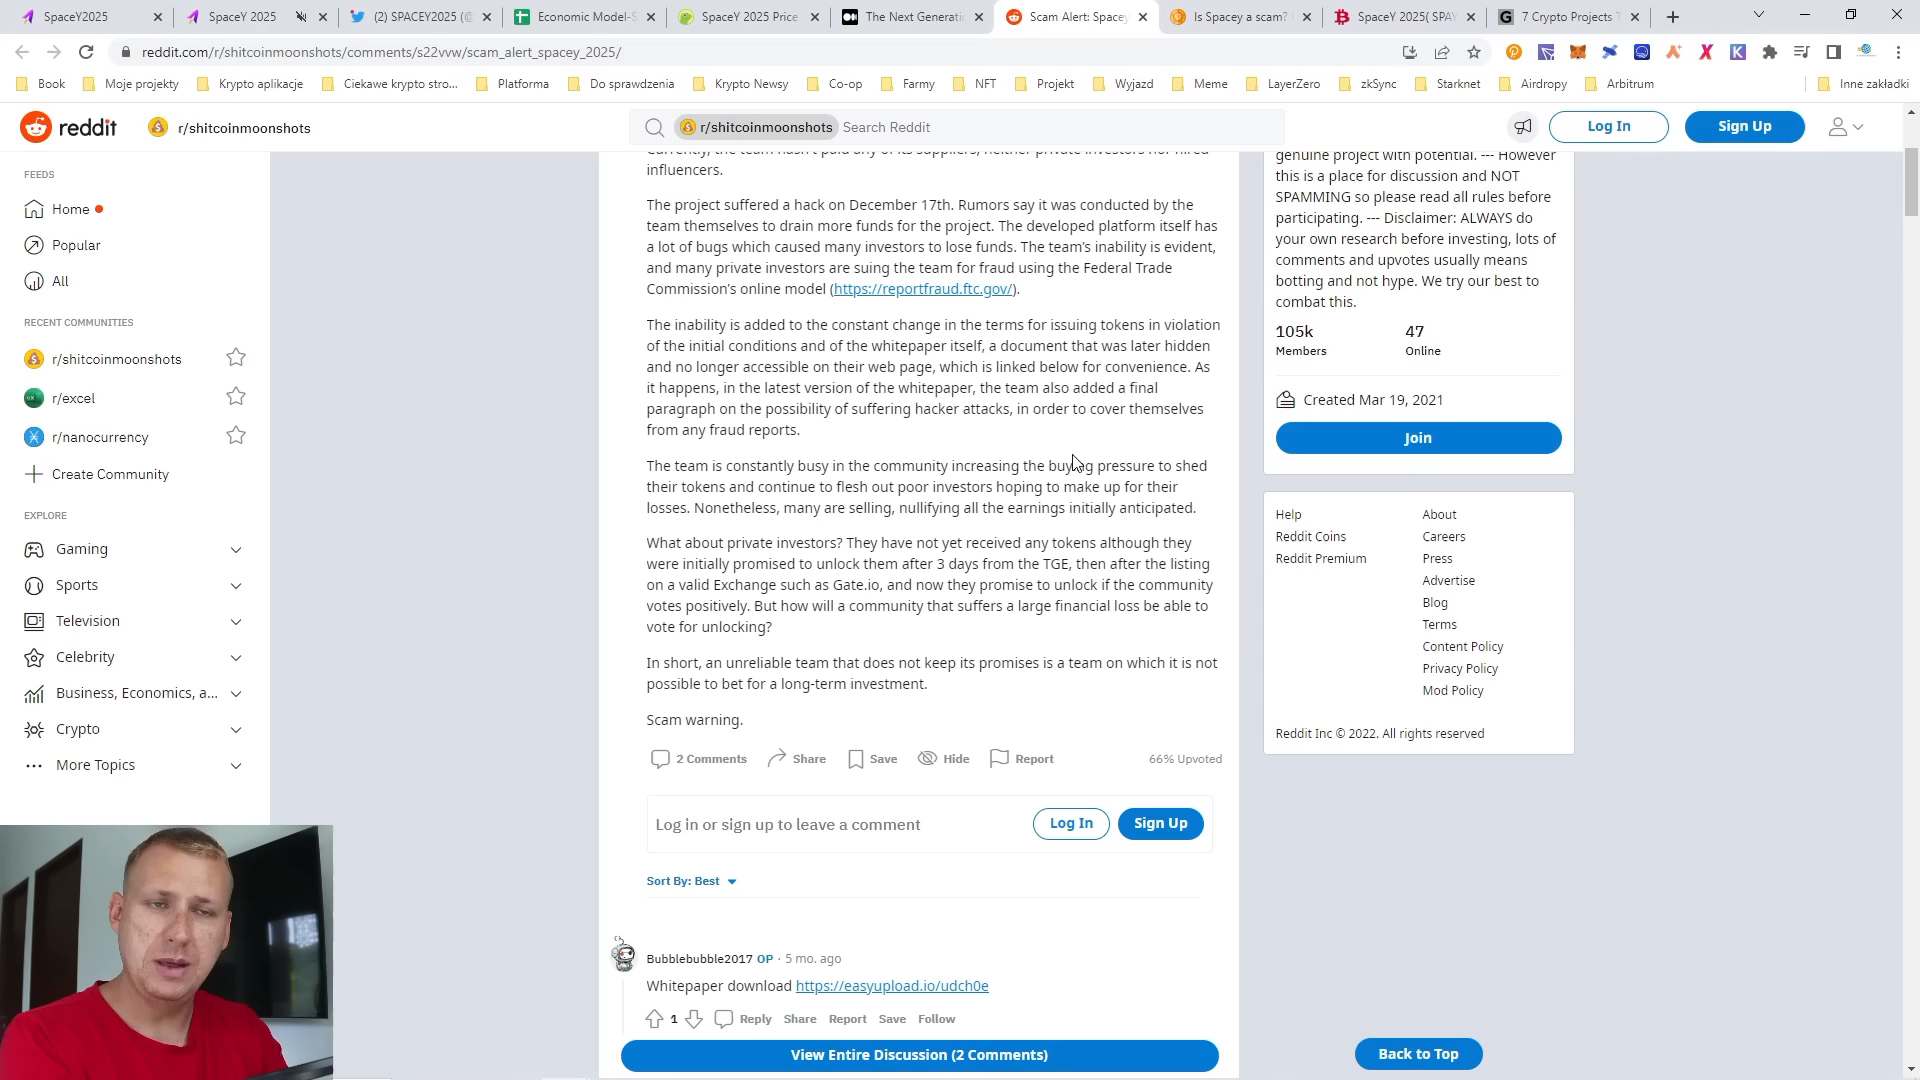 SpaceY2025
SpaceY 2025
(2) SPACEY2025 (@
Economic Model-S
SpaceY 2025 Price
The Next Generatio
Scam Alert: Spacey
Is Spacey a scam?
SpaceY 2025( SPAY
7 Crypto Projects T
reddit.com/r/shitcoinmoonshots/comments/s22vvw/scam_alert_spacey_2025/
Book
Moje projekty
Krypto aplikacje
Ciekawe krypto stro...
Platforma
Do sprawdzenia
Krypto Newsy
Co-op
Farmy
NFT
Projekt
Wyjazd
Meme
LayerZero
zkSync
Starknet
Airdropy
Arbitrum
Inne zakładki
reddit
r/shitcoinmoonshots
r/shitcoinmoonshots
Search Reddit
Log In
Sign Up
FEEDS
Home
Popular
All
RECENT COMMUNITIES
r/shitcoinmoonshots
r/excel
r/nanocurrency
Create Community
EXPLORE
Gaming
Sports
Television
Celebrity
Business, Economics, a...
Crypto
More Topics
Currently, the team hasn't paid any of its suppliers, neither private investors nor hired
influencers.
The project suffered a hack on December 17th. Rumors say it was conducted by the
team themselves to drain more funds for the project. The developed platform itself has
a lot of bugs which caused many investors to lose funds. The team's inability is evident,
and many private investors are suing the team for fraud using the Federal Trade
Commission's online model (https://reportfraud.ftc.gov/).
The inability is added to the constant change in the terms for issuing tokens in violation
of the initial conditions and of the whitepaper itself, a document that was later hidden
and no longer accessible on their web page, which is linked below for convenience. As
it happens, in the latest version of the whitepaper, the team also added a final
paragraph on the possibility of suffering hacker attacks, in order to cover themselves
from any fraud reports.
The team is constantly busy in the community increasing the buying pressure to shed
their tokens and continue to flesh out poor investors hoping to make up for their
losses. Nonetheless, many are selling, nullifying all the earnings initially anticipated.
What about private investors? They have not yet received any tokens although they
were initially promised to unlock them after 3 days from the TGE, then after the listing
on a valid Exchange such as Gate.io, and now they promise to unlock if the community
votes positively. But how will a community that suffers a large financial loss be able to
vote for unlocking?
In short, an unreliable team that does not keep its promises is a team on which it is not
possible to bet for a long-term investment.
Scam warning.
2 Comments
Share
Save
Hide
Report
66% Upvoted
Log in or sign up to leave a comment
Log In
Sign Up
Sort By: Best
Bubblebubble2017 OP · 5 mo. ago
Whitepaper download https://easyupload.io/udch0e
1
Reply
Share
Report
Save
Follow
View Entire Discussion (2 Comments)
genuine project with potential. --- However
this is a place for discussion and NOT
SPAMMING so please read all rules before
participating. --- Disclaimer: ALWAYS do
your own research before investing, lots of
comments and upvotes usually means
botting and not hype. We try our best to
combat this.
105k
Members
47
Online
Created Mar 19, 2021
Join
Help
Reddit Coins
Reddit Premium
About
Careers
Press
Advertise
Blog
Terms
Content Policy
Privacy Policy
Mod Policy
Reddit Inc © 2022. All rights reserved
Back to Top